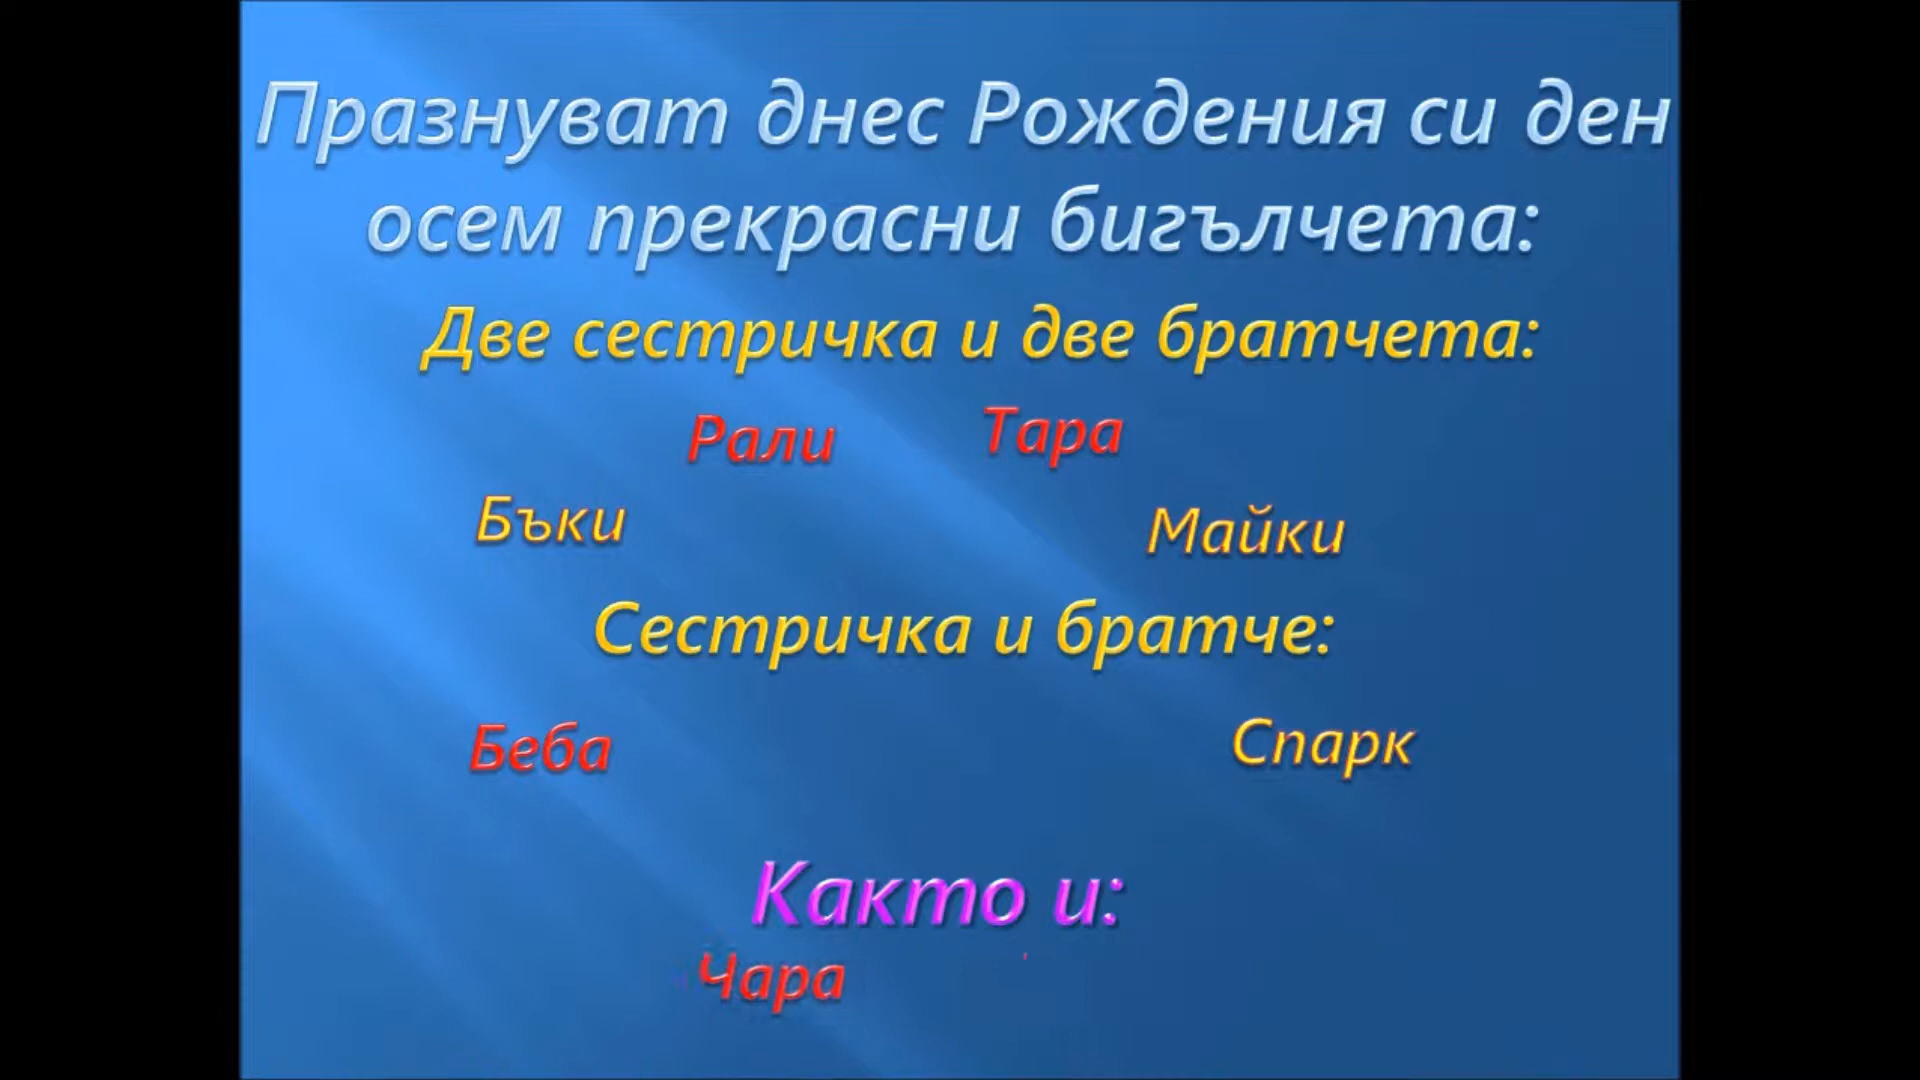 Празнуват днес Рождения си ден
осем прекрасни бигълчета:
Две сестричка и две братчета:
Рали Тара
Бъки Майки
Сестричка и братче:
Беба Спарк
Както и:
Чара